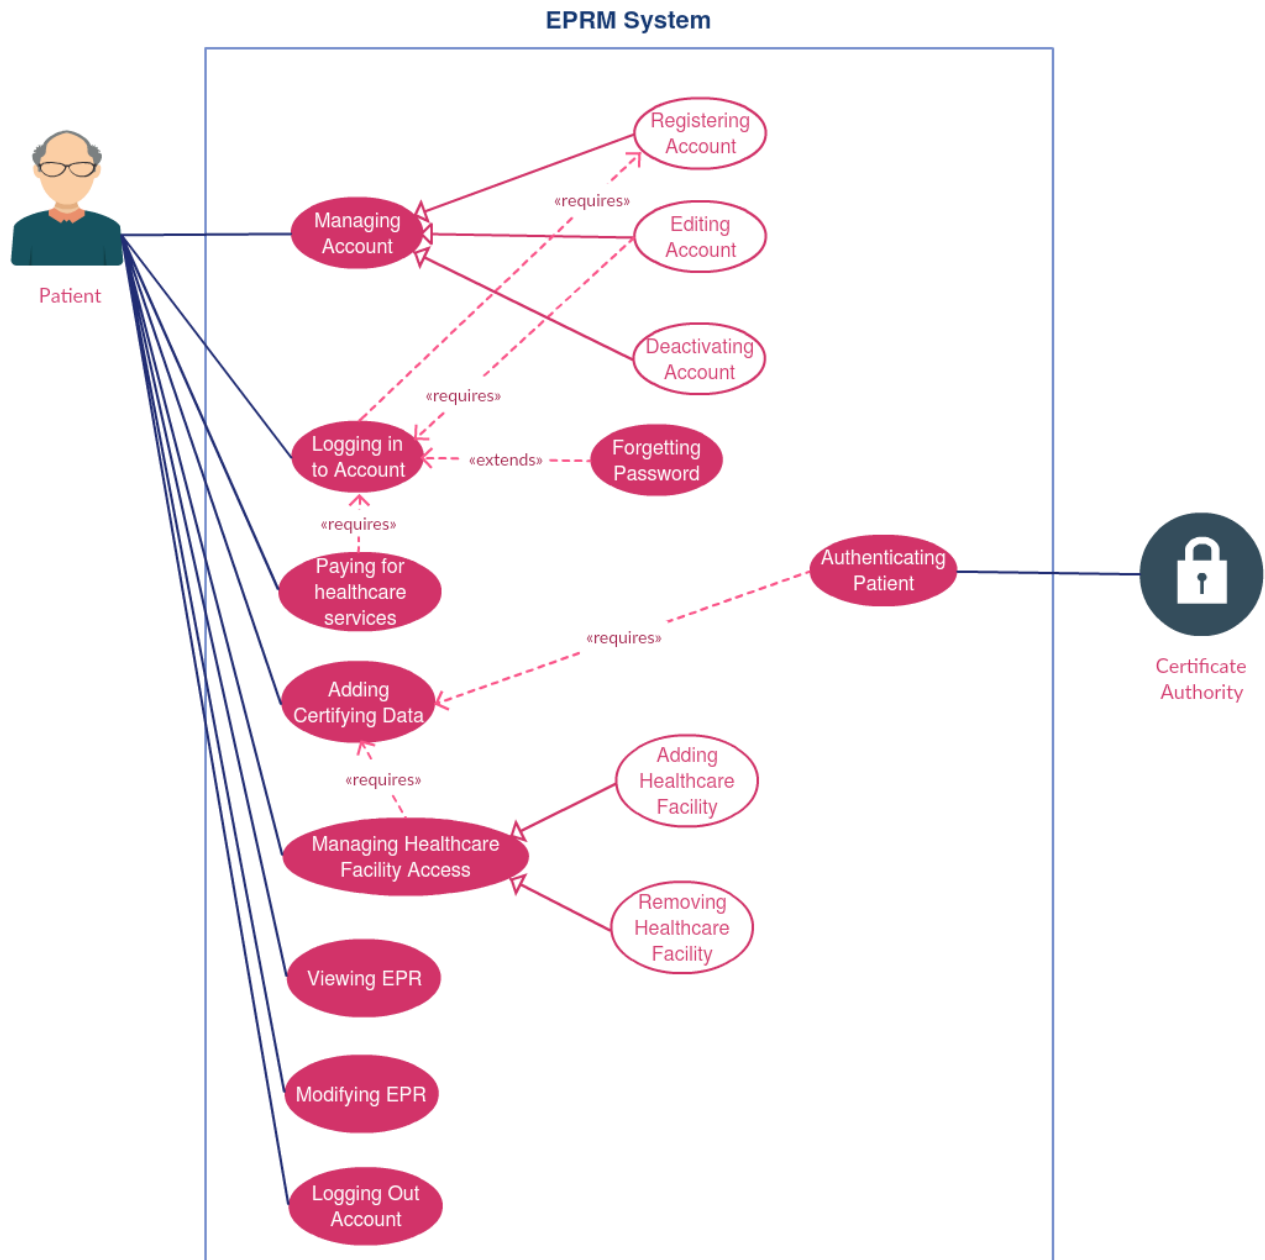 EPRM System
Registering
Account
«requires»
Managing
Account
Editing
Account
Patient
Deactivating
Account
«requires»
Logging in
to Account
«extends»
Forgetting
Password
«requires»
Paying for
healthcare
services
Authenticating
Patient
«requires»
Certificate
Authority
Adding
Certifying Data
«requires»
Adding
Healthcare
Facility
Managing Healthcare
Facility Access
Removing
Healthcare
Facility
Viewing EPR
Modifying EPR
Logging Out
Account